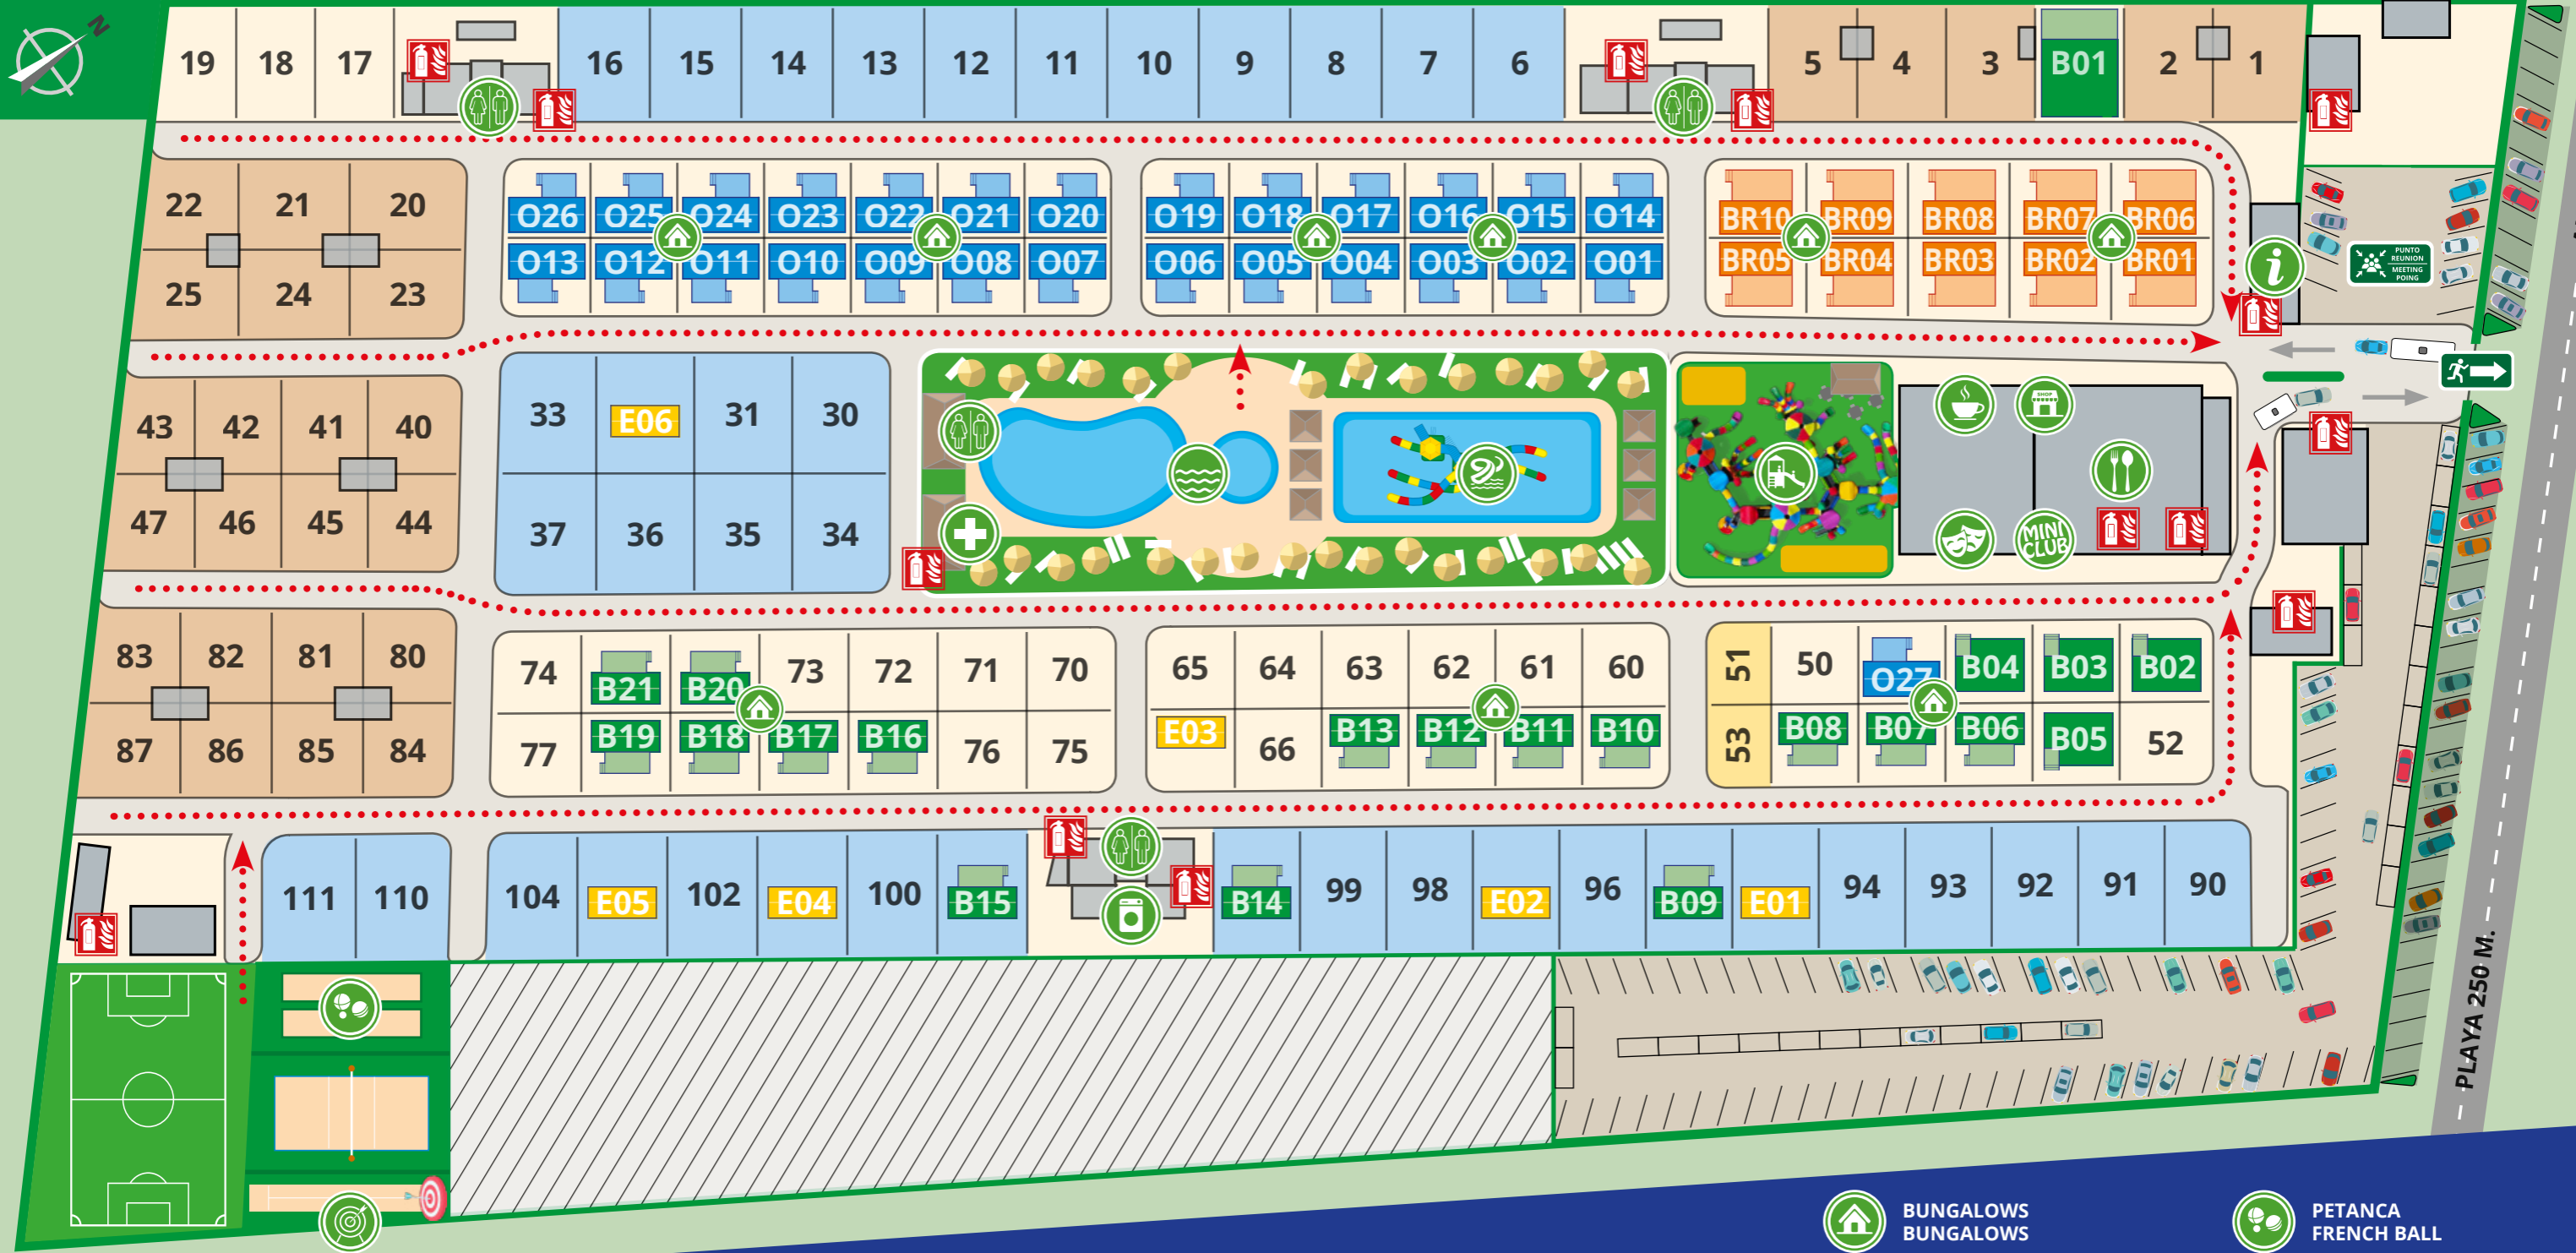 N
19 18 17 16 15 14 13 12 11 10 9 8 7 6 5 4 3 B01 2 1
22 21 20
25 24 23
O26 O25 O24 O23 O22 O21 O20
O13 O12 O11 O10 O09 O08 O07
O19 O18 O17 O16 O15 O14
O06 O05 O04 O03 O02 O01
BR10 BR09 BR08 BR07 BR06
BR05 BR04 BR03 BR02 BR01
i
PUNTO
REUNION
MEETING
POING
43 42 41 40
47 46 45 44
33 E06 31 30
37 36 35 34
SHOP
MINI
CLUB
83 82 81 80
87 86 85 84
74 B21 B20 73 72 71 70
77 B19 B18 B17 B16 76 75
65 64 63 62 61 60
E03 66 B13 B12 B11 B10
51 50 O27 B04 B03 B02
53 B08 B07 B06 B05 52
111 110
104 E05 102 E04 100 B15
B14 99 98 E02 96 B09 E01 94 93 92 91 90
PLAYA 250 M.
BUNGALOWS
BUNGALOWS
PETANCA
FRENCH BALL